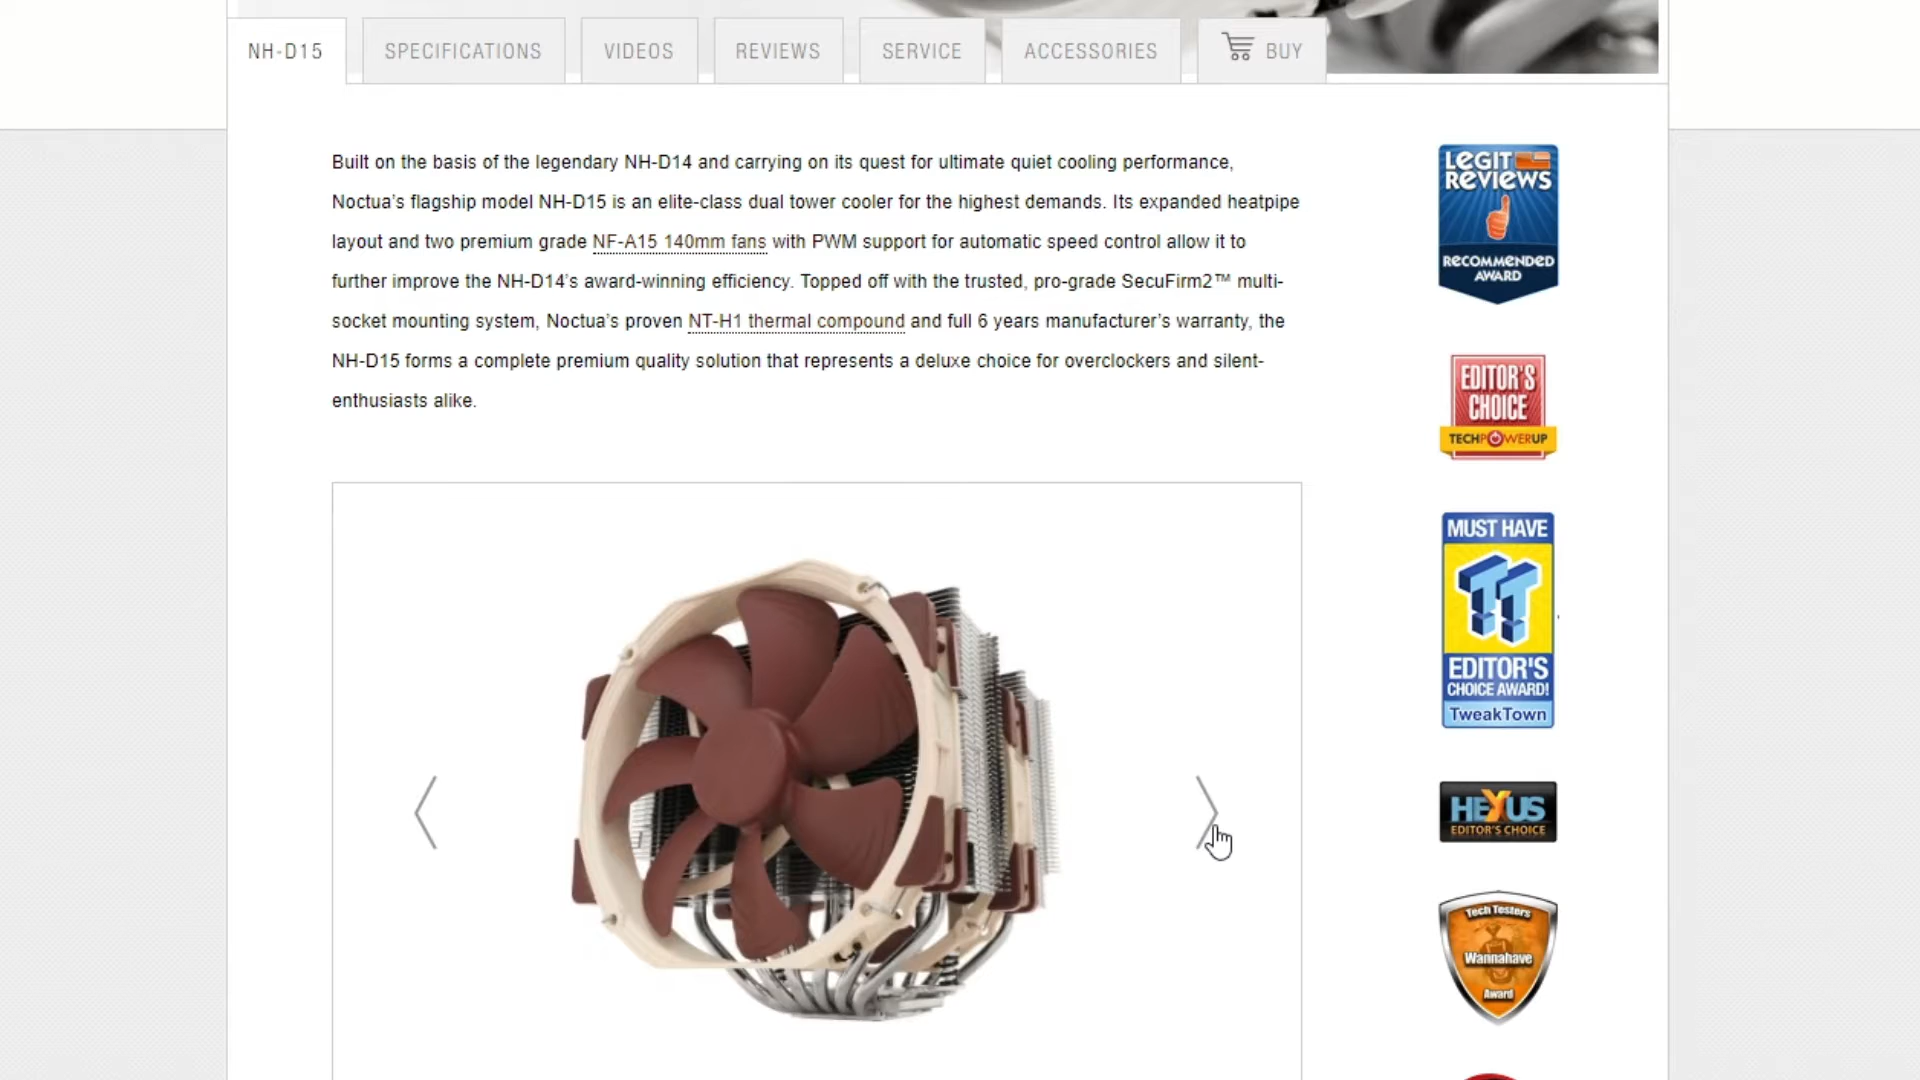 NH-D15
SPECIFICATIONS
VIDEOS
REVIEWS
SERVICE
ACCESSORIES
BUY
Built on the basis of the legendary NH-D14 and carrying on its quest for ultimate quiet cooling performance,
Noctua’s flagship model NH-D15 is an elite-class dual tower cooler for the highest demands. Its expanded heatpipe
layout and two premium grade NF-A15 140mm fans with PWM support for automatic speed control allow it to
further improve the NH-D14’s award-winning efficiency. Topped off with the trusted, pro-grade SecuFirm2™ multi-
socket mounting system, Noctua’s proven NT-H1 thermal compound and full 6 years manufacturer’s warranty, the
NH-D15 forms a complete premium quality solution that represents a deluxe choice for overclockers and silent-
enthusiasts alike.
LEGIT
REVIEWS
RECOMMENDED
AWARD
EDITOR'S
CHOICE
TECHPOWERUP
MUST HAVE
TT
EDITOR'S
CHOICE AWARD!
TweakTown
HEXUS
EDITOR'S CHOICE
Tech Testers
Wannahave
Award